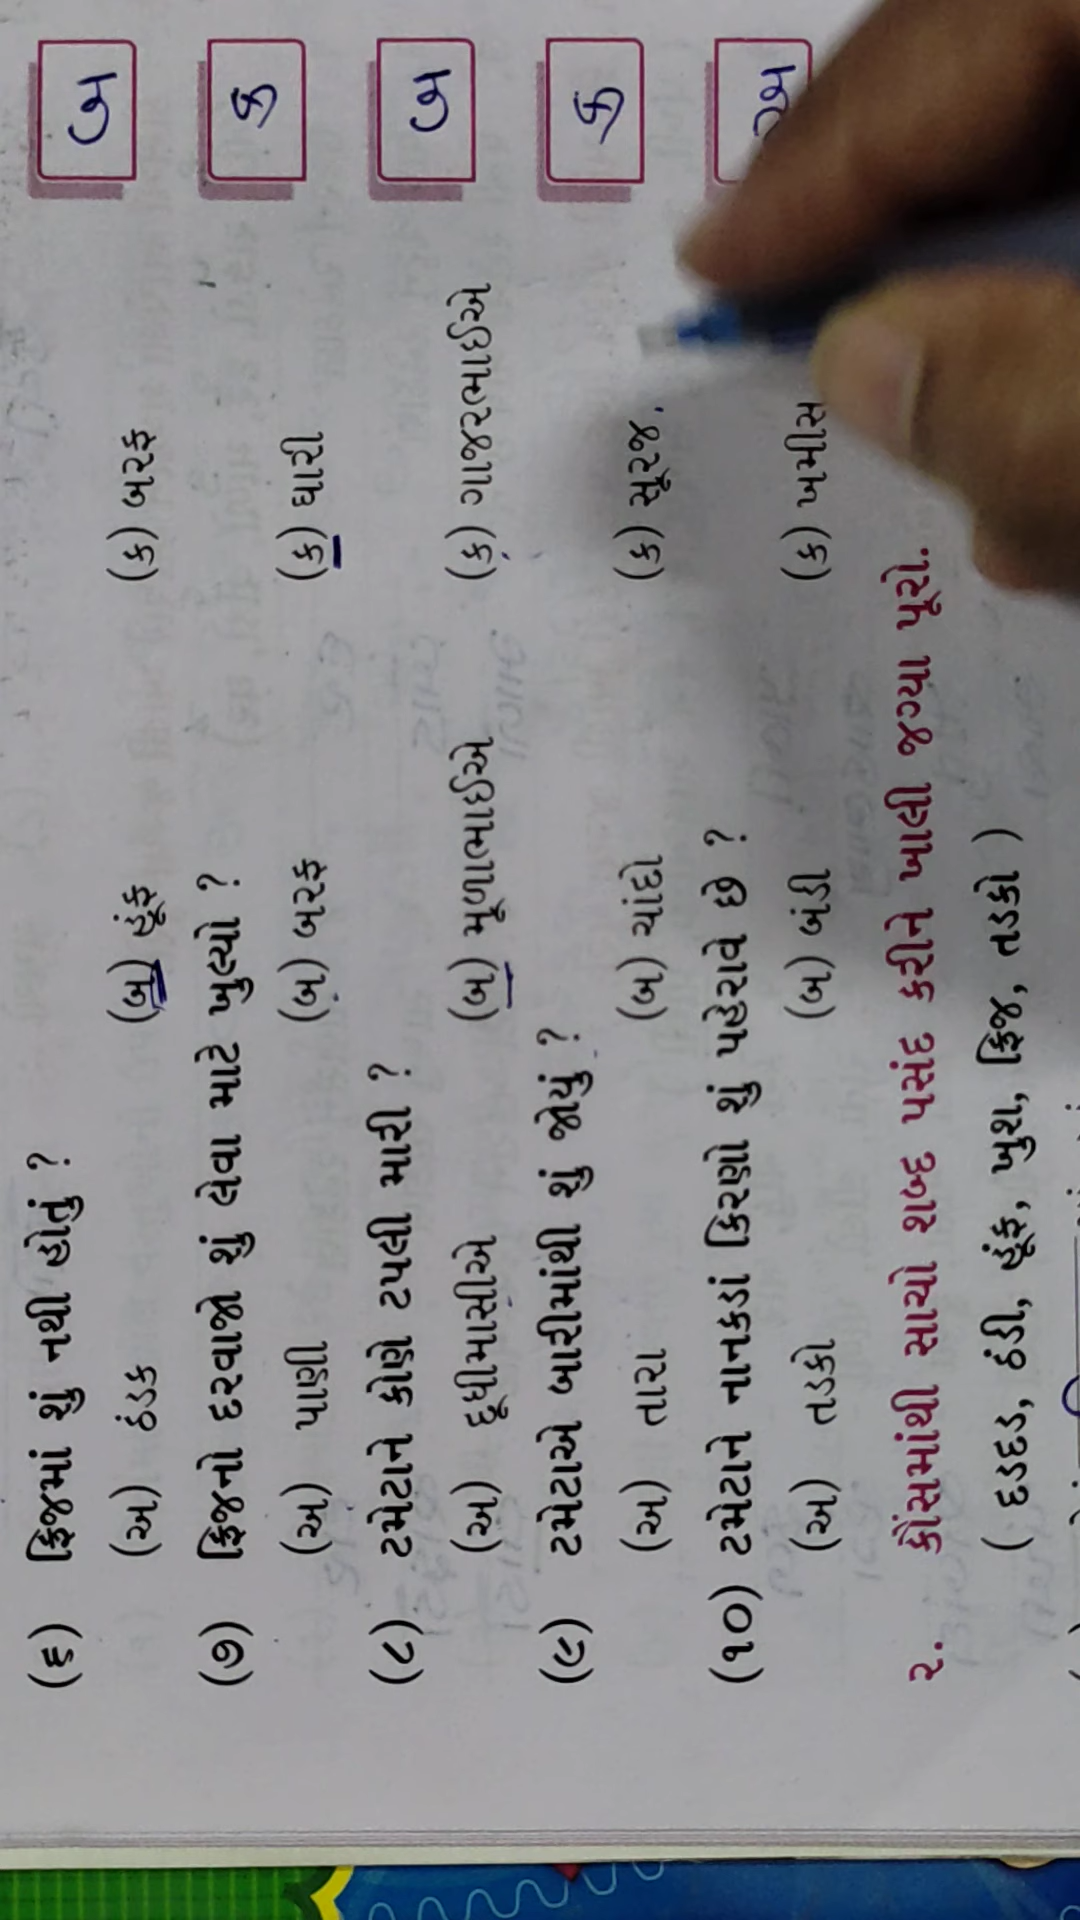 (૬) ફ્રિજમાં શું નથી હોતું ? બ
(અ) ઠંડક (બ) હૂંફ (ક) બરફ
(૭) ફ્રિજનો દરવાજો શું લેવા માટે ખુલ્યો ? ક
(અ) પાણી (બ) બરફ (ક) ઘારી
(૮) ટમેટાને કોણે ટપલી મારી ? બ
(અ) દૂધીમાસીએ (બ) મૂળાભાઈએ (ક) ગાજરભાઈએ
(૯) ટમેટાએ બારીમાંથી શું જોયું ? ક
(અ) તારા (બ) ચાંદો (ક) સૂરજ
(૧૦) ટમેટાને નાનકડાં કિરણો શું પહેરાવે છે ? અ
(અ) તડકો (બ) બંડી (ક) ખમીસ
૨. કૌંસમાંથી સાચો શબ્દ પસંદ કરીને ખાલી જગ્યા પૂરો.
( દડદડ, ઠંડી, હૂંફ, ખુશ, ફ્રિજ, તડકો )